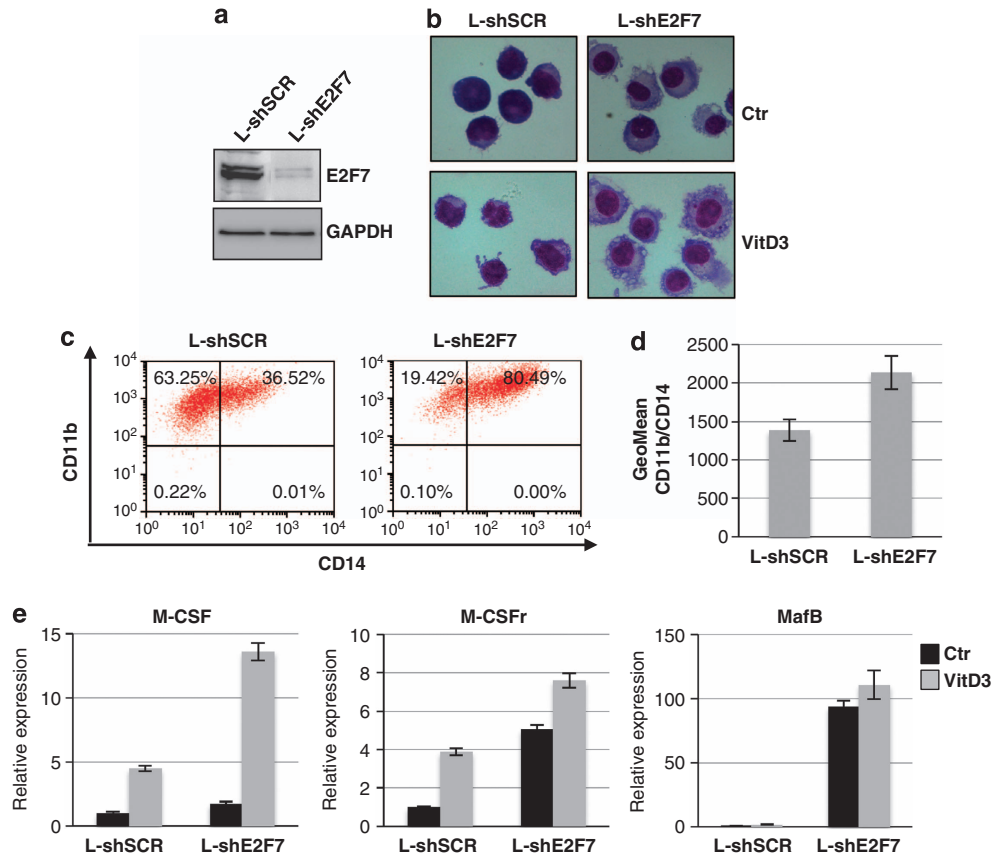 a
L-shSCR
L-shE2F7
E2F7
GAPDH
b
L-shSCR
L-shE2F7
Ctr
VitD3
c
L-shSCR
L-shE2F7
CD11b
10⁴
10³
10²
10¹
10⁰
63.25%
36.52%
0.22%
0.01%
10⁰ 10¹ 10² 10³ 10⁴
10⁴
10³
10²
10¹
10⁰
19.42%
80.49%
0.10%
0.00%
10⁰ 10¹ 10² 10³ 10⁴
CD14
d
GeoMean
CD11b/CD14
2500
2000
1500
1000
500
0
L-shSCR L-shE2F7
e
M-CSF
Relative expression
15
10
5
0
L-shSCR L-shE2F7
M-CSFr
Relative expression
10
8
6
4
2
0
L-shSCR L-shE2F7
MafB
Relative expression
150
100
50
0
L-shSCR L-shE2F7
Ctr
VitD3